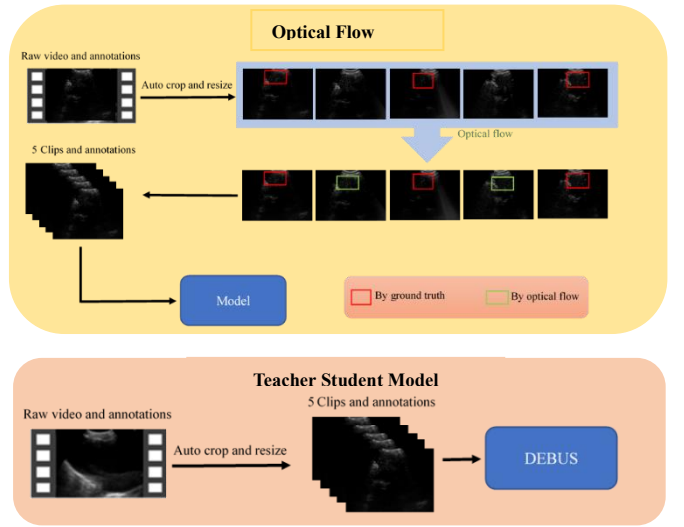 Optical Flow
Raw video and annotations
Auto crop and resize
Optical flow
5 Clips and annotations
Model
By ground truth
By optical flow
Teacher Student Model
Raw video and annotations
5 Clips and annotations
Auto crop and resize
DEBUS